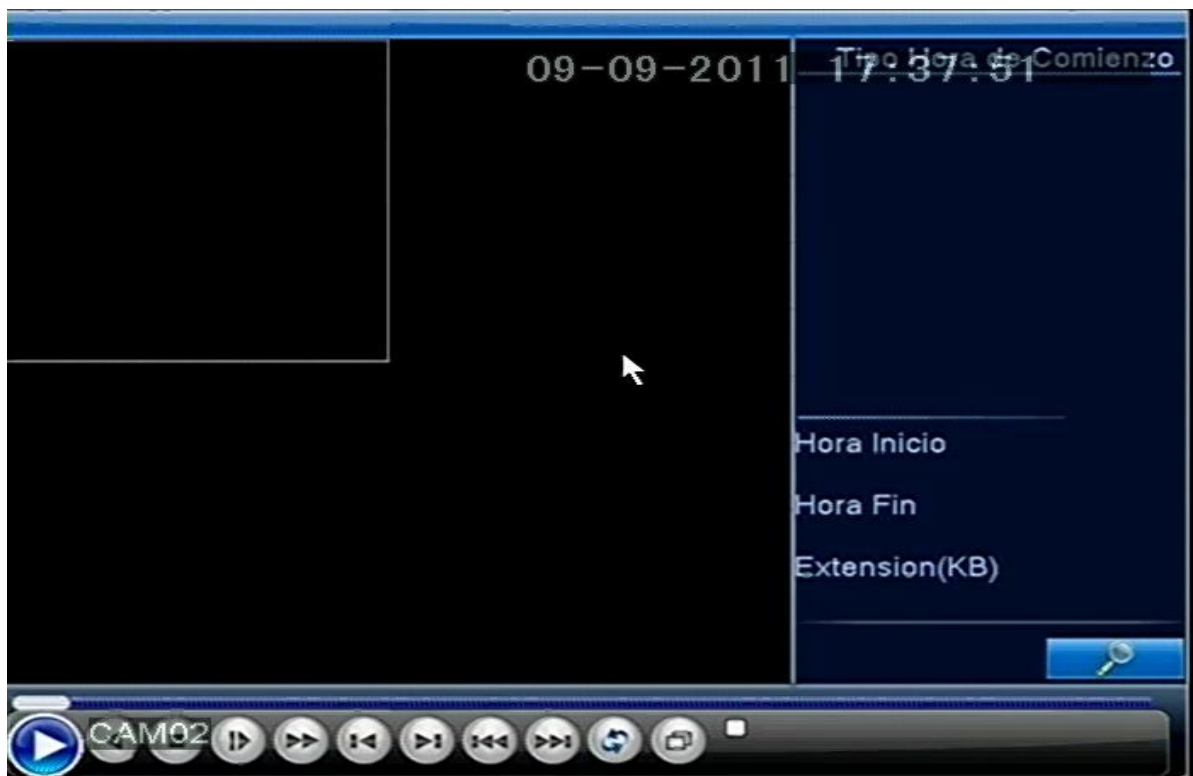 09-09-2011 17:37:51
Tipo Hora de Comienzo
Hora Inicio
Hora Fin
Extension(KB)
CAM02